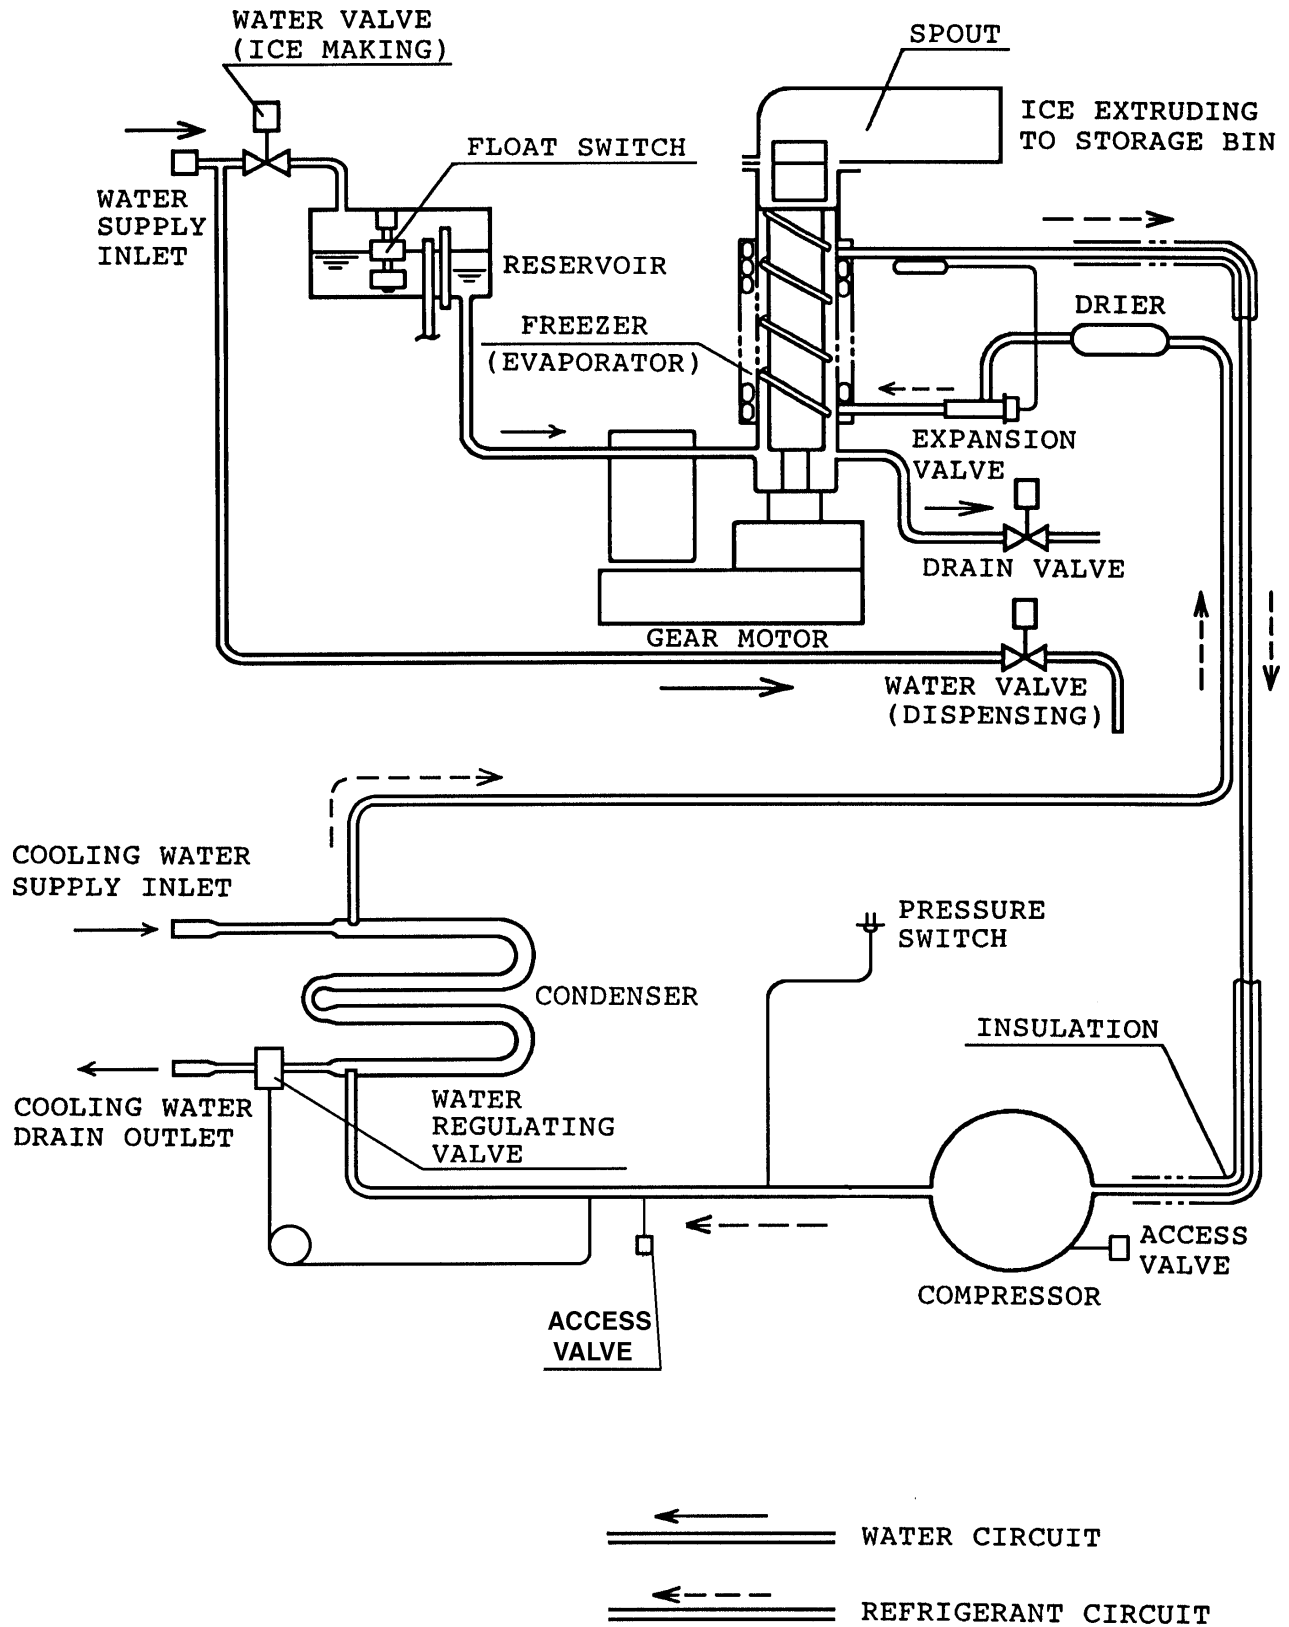 WATER VALVE
(ICE MAKING)
SPOUT
ICE EXTRUDING
TO STORAGE BIN
FLOAT SWITCH
WATER
SUPPLY
INLET
RESERVOIR
DRIER
FREEZER
(EVAPORATOR)
EXPANSION
VALVE
DRAIN VALVE
GEAR MOTOR
WATER VALVE
(DISPENSING)
COOLING WATER
SUPPLY INLET
PRESSURE
SWITCH
CONDENSER
INSULATION
COOLING WATER
DRAIN OUTLET
WATER
REGULATING
VALVE
ACCESS
VALVE
COMPRESSOR
ACCESS
VALVE
WATER CIRCUIT
REFRIGERANT CIRCUIT